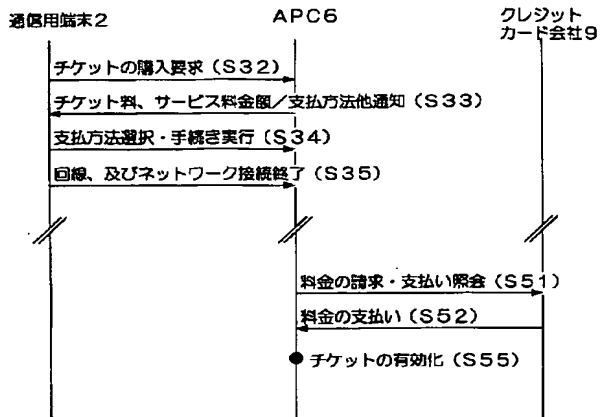 通信用端末2
APC6
クレジット
カード会社9
チケットの購入要求(S32)
チケット料、サービス料金額/支払方法他通知(S33)
支払方法選択・手続き実行(S34)
回線、及びネットワーク接続終了(S35)
料金の請求・支払い照会(S51)
料金の支払い(S52)
チケットの有効化(S55)